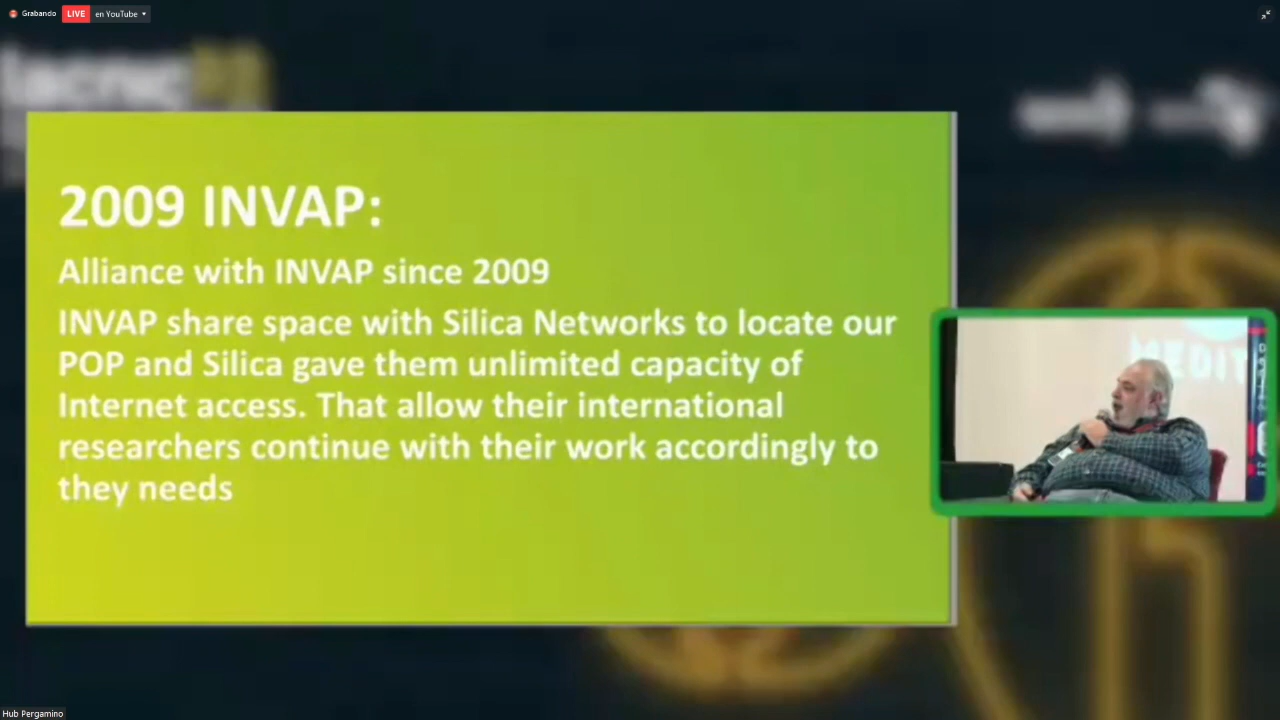 Grabando
LIVE
en YouTube
2009 INVAP:
Alliance with INVAP since 2009
INVAP share space with Silica Networks to locate our
POP and Silica gave them unlimited capacity of
Internet access. That allow their international
researchers continue with their work accordingly to
they needs
Hub Pergamino